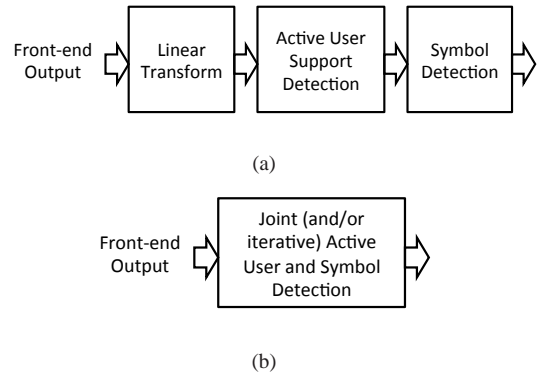 Front-end
Output
Linear
Transform
Active User
Support
Detection
Symbol
Detection
(a)
Front-end
Output
Joint (and/or
iterative) Active
User and Symbol
Detection
(b)